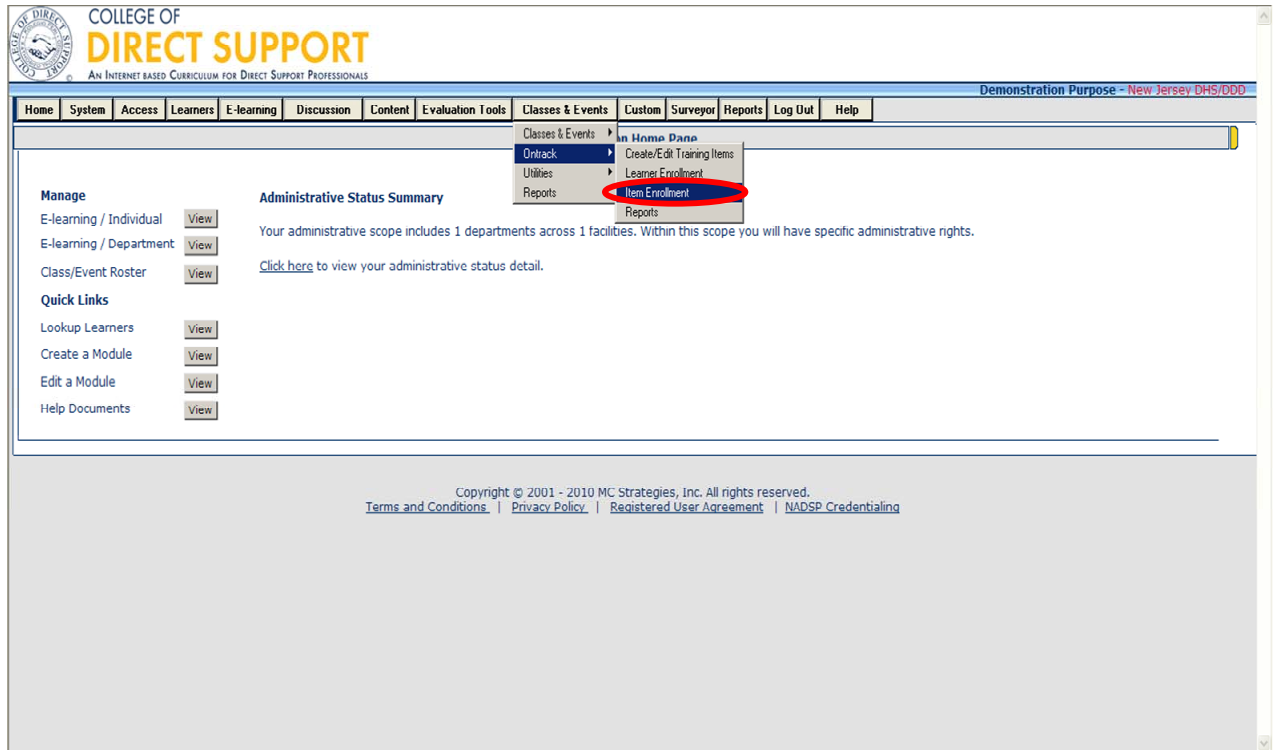 COLLEGE OF
DIRECT SUPPORT
AN INTERNET BASED CURRICULUM FOR DIRECT SUPPORT PROFESSIONALS
Demonstration Purpose - New Jersey DHS/DDD
Home System Access Learners E-learning Discussion Content Evaluation Tools Classes & Events Custom Surveyor Reports Log Out Help
Classes & Events
Home Page
Ontrack
Create/Edit Training Items
Utilities
Learner Enrollment
Reports
Item Enrollment
Reports
Manage
E-learning / Individual View
E-learning / Department View
Class/Event Roster View
Quick Links
Lookup Learners View
Create a Module View
Edit a Module View
Help Documents View
Administrative Status Summary
Your administrative scope includes 1 departments across 1 facilities. Within this scope you will have specific administrative rights.
Click here to view your administrative status detail.
Copyright © 2001 - 2010 MC Strategies, Inc. All rights reserved.
Terms and Conditions | Privacy Policy | Registered User Agreement | NADSP Credentialing